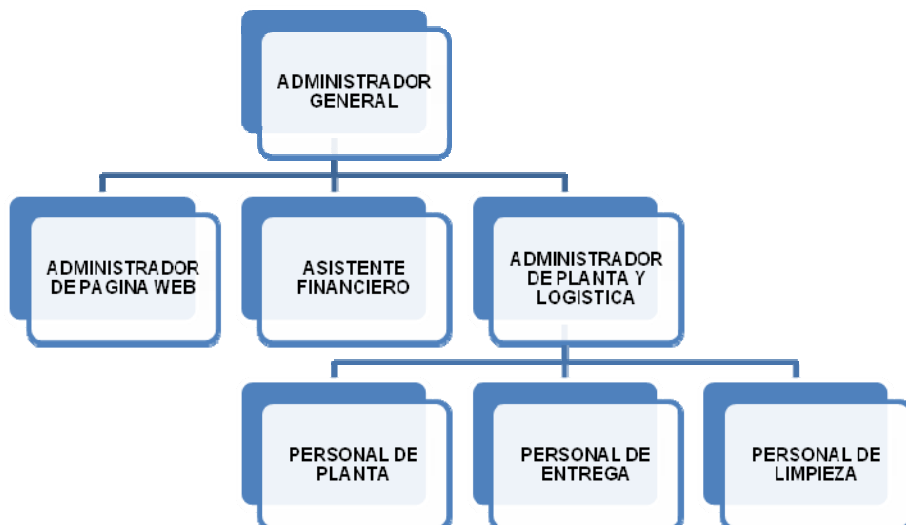 ADMINISTRADOR
GENERAL
ADMINISTRADOR
DE PAGINA WEB
ASISTENTE
FINANCIERO
ADMINISTRADOR
DE PLANTA Y
LOGISTICA
PERSONAL DE
PLANTA
PERSONAL DE
ENTREGA
PERSONAL DE
LIMPIEZA